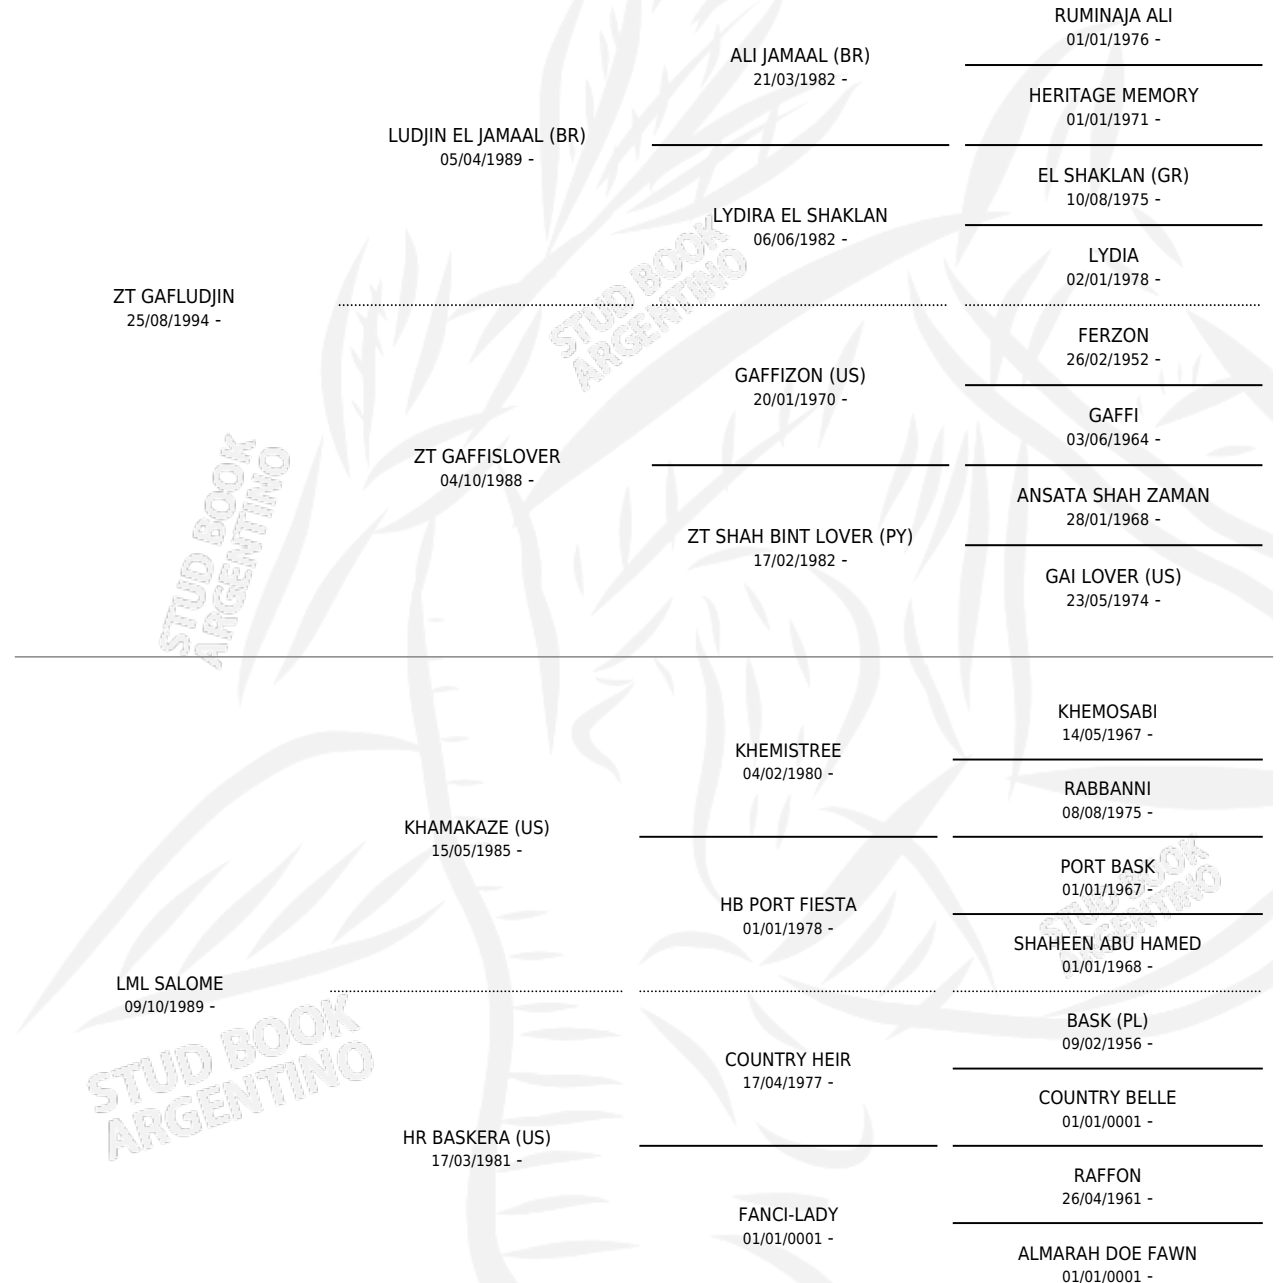 RUMINAJA ALI
01/01/1976 -
ALI JAMAAL (BR)
21/03/1982 -
HERITAGE MEMORY
01/01/1971 -
LUDJIN EL JAMAAL (BR)
05/04/1989 -
EL SHAKLAN (GR)
10/08/1975 -
LYDIRA EL SHAKLAN
06/06/1982 -
LYDIA
02/01/1978 -
ZT GAFLUDJIN
25/08/1994 -
STUD BOOK
ARGENTINO
FERZON
26/02/1952 -
GAFFIZON (US)
20/01/1970 -
GAFFI
03/06/1964 -
ZT GAFFISLOVER
04/10/1988 -
ANSATA SHAH ZAMAN
28/01/1968 -
ZT SHAH BINT LOVER (PY)
17/02/1982 -
GAI LOVER (US)
23/05/1974 -
STUD BOOK
ARGENTINO
KHEMOSABI
14/05/1967 -
KHEMISTREE
04/02/1980 -
RABBANNI
08/08/1975 -
KHAMAKAZE (US)
15/05/1985 -
PORT BASK
01/01/1967 -
HB PORT FIESTA
01/01/1978 -
SHAHEEN ABU HAMED
01/01/1968 -
STUD BOOK
ARGENTINO
LML SALOME
09/10/1989 -
BASK (PL)
09/02/1956 -
COUNTRY HEIR
17/04/1977 -
COUNTRY BELLE
01/01/0001 -
STUD BOOK
ARGENTINO
HR BASKERA (US)
17/03/1981 -
RAFFON
26/04/1961 -
FANCI-LADY
01/01/0001 -
ALMARAH DOE FAWN
01/01/0001 -